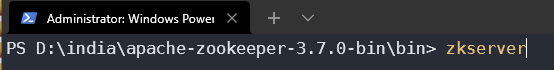 Administrator: Windows Power
PS D:\india\apache-zookeeper-3.7.0-bin\bin> zkserver